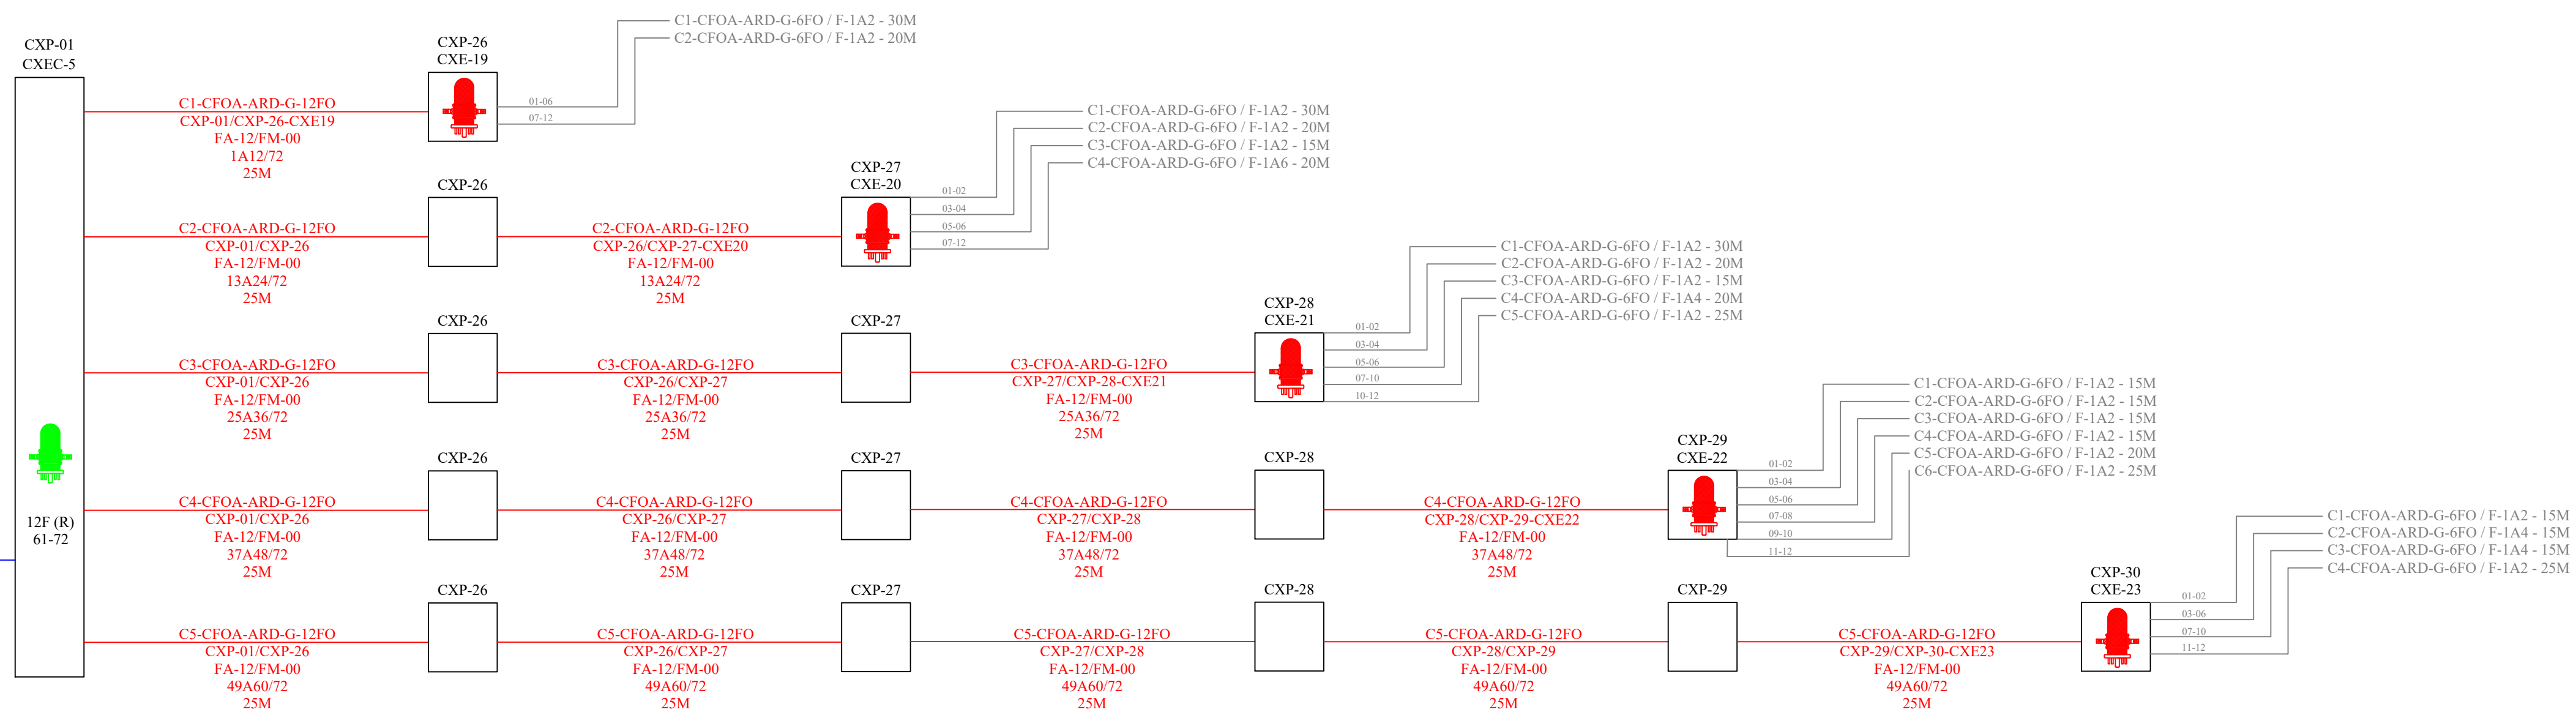 CXP-01
CXEC-5
12F (R)
61-72
C1-CFOA-ARD-G-12FO
CXP-01/CXP-26-CXE19
FA-12/FM-00
1A12/72
25M
CXP-26
CXE-19
01-06
07-12
C1-CFOA-ARD-G-6FO / F-1A2 - 30M
C2-CFOA-ARD-G-6FO / F-1A2 - 20M
C2-CFOA-ARD-G-12FO
CXP-01/CXP-26
FA-12/FM-00
13A24/72
25M
CXP-26
C2-CFOA-ARD-G-12FO
CXP-26/CXP-27-CXE20
FA-12/FM-00
13A24/72
25M
CXP-27
CXE-20
01-02
03-04
05-06
07-12
C1-CFOA-ARD-G-6FO / F-1A2 - 30M
C2-CFOA-ARD-G-6FO / F-1A2 - 20M
C3-CFOA-ARD-G-6FO / F-1A2 - 15M
C4-CFOA-ARD-G-6FO / F-1A6 - 20M
C3-CFOA-ARD-G-12FO
CXP-01/CXP-26
FA-12/FM-00
25A36/72
25M
CXP-26
C3-CFOA-ARD-G-12FO
CXP-26/CXP-27
FA-12/FM-00
25A36/72
25M
CXP-27
C3-CFOA-ARD-G-12FO
CXP-27/CXP-28-CXE21
FA-12/FM-00
25A36/72
25M
CXP-28
CXE-21
01-02
03-04
05-06
07-10
10-12
C1-CFOA-ARD-G-6FO / F-1A2 - 30M
C2-CFOA-ARD-G-6FO / F-1A2 - 20M
C3-CFOA-ARD-G-6FO / F-1A2 - 15M
C4-CFOA-ARD-G-6FO / F-1A4 - 20M
C5-CFOA-ARD-G-6FO / F-1A2 - 25M
C4-CFOA-ARD-G-12FO
CXP-01/CXP-26
FA-12/FM-00
37A48/72
25M
CXP-26
C4-CFOA-ARD-G-12FO
CXP-26/CXP-27
FA-12/FM-00
37A48/72
25M
CXP-27
C4-CFOA-ARD-G-12FO
CXP-27/CXP-28
FA-12/FM-00
37A48/72
25M
CXP-28
C4-CFOA-ARD-G-12FO
CXP-28/CXP-29-CXE22
FA-12/FM-00
37A48/72
25M
CXP-29
CXE-22
01-02
03-04
05-06
07-08
09-10
11-12
C1-CFOA-ARD-G-6FO / F-1A2 - 15M
C2-CFOA-ARD-G-6FO / F-1A2 - 15M
C3-CFOA-ARD-G-6FO / F-1A2 - 15M
C4-CFOA-ARD-G-6FO / F-1A2 - 15M
C5-CFOA-ARD-G-6FO / F-1A2 - 20M
C6-CFOA-ARD-G-6FO / F-1A2 - 25M
C5-CFOA-ARD-G-12FO
CXP-01/CXP-26
FA-12/FM-00
49A60/72
25M
CXP-26
C5-CFOA-ARD-G-12FO
CXP-26/CXP-27
FA-12/FM-00
49A60/72
25M
CXP-27
C5-CFOA-ARD-G-12FO
CXP-27/CXP-28
FA-12/FM-00
49A60/72
25M
CXP-28
C5-CFOA-ARD-G-12FO
CXP-28/CXP-29
FA-12/FM-00
49A60/72
25M
CXP-29
C5-CFOA-ARD-G-12FO
CXP-29/CXP-30-CXE23
FA-12/FM-00
49A60/72
25M
CXP-30
CXE-23
01-02
03-06
07-10
11-12
C1-CFOA-ARD-G-6FO / F-1A2 - 15M
C2-CFOA-ARD-G-6FO / F-1A4 - 15M
C3-CFOA-ARD-G-6FO / F-1A4 - 15M
C4-CFOA-ARD-G-6FO / F-1A2 - 25M